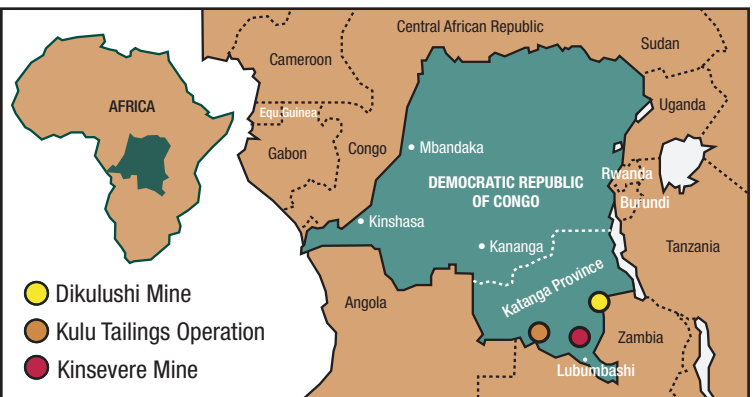 Central African Republic
Sudan
Cameroon
AFRICA
Uganda
Equ.Guinea
Gabon
Congo
Mbandaka
Rwanda
DEMOCRATIC REPUBLIC
OF CONGO
Burundi
Kinshasa
Kananga
Tanzania
Katanga Province
Dikulushi Mine
Angola
Kulu Tailings Operation
Zambia
Kinsevere Mine
Lubumbashi